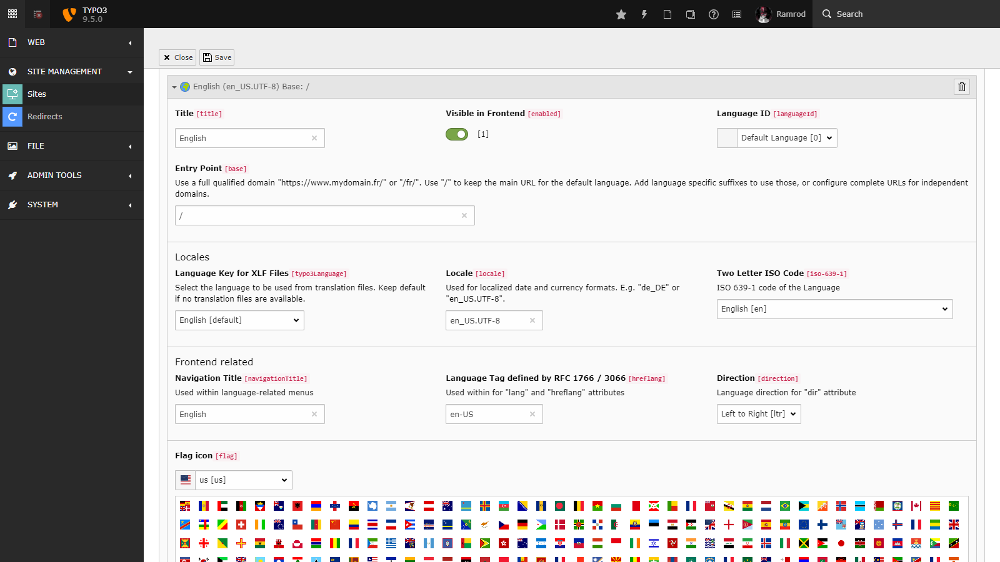 TYPO3
9.5.0
Ramrod
Search
WEB
SITE MANAGEMENT
Sites
Redirects
FILE
ADMIN TOOLS
SYSTEM
Close
Save
English (en_US.UTF-8) Base: /
Title [title]
Visible in Frontend [enabled]
Language ID [languageId]
English
[1]
Default Language [0]
Entry Point [base]
Use a full qualified domain "https://www.mydomain.fr/" or "/fr/". Use "/" to keep the main URL for the default language. Add language specific suffixes to use those, or configure complete URLs for independent
domains.
/
Locales
Language Key for XLF Files [typo3Language]
Select the language to be used from translation files. Keep default
if no translation files are available.
English [default]
Locale [locale]
Used for localized date and currency formats. E.g. "de_DE" or
"en_US.UTF-8".
en_US.UTF-8
Two Letter ISO Code [iso-639-1]
ISO 639-1 code of the Language
English [en]
Frontend related
Navigation Title [navigationTitle]
Used within language-related menus
English
Language Tag defined by RFC 1766 / 3066 [hreflang]
Used within for "lang" and "hreflang" attributes
en-US
Direction [direction]
Language direction for "dir" attribute
Left to Right [ltr]
Flag icon [flag]
us [us]